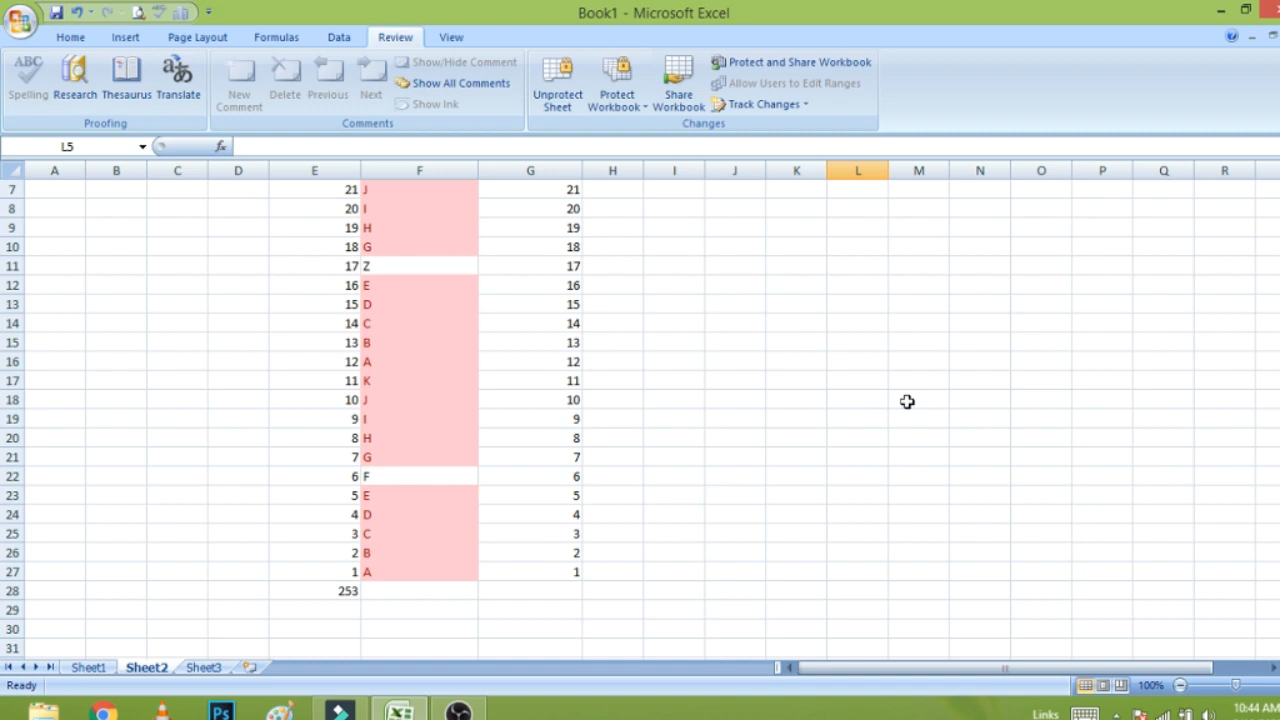 Book1 - Microsoft Excel
Home Insert Page Layout Formulas Data Review View
ABC Spelling Research Thesaurus Translate
Proofing
New Comment Delete Previous Next
Show/Hide Comment
Show All Comments
Show Ink
Comments
Unprotect Sheet Protect Workbook Share Workbook
Protect and Share Workbook
Allow Users to Edit Ranges
Track Changes
Changes
L5 fx
A B C D E F G H I J K L M N O P Q R
7 21 J 21
8 20 I 20
9 19 H 19
10 18 G 18
11 17 Z 17
12 16 E 16
13 15 D 15
14 14 C 14
15 13 B 13
16 12 A 12
17 11 K 11
18 10 J 10
19 9 I 9
20 8 H 8
21 7 G 7
22 6 F 6
23 5 E 5
24 4 D 4
25 3 C 3
26 2 B 2
27 1 A 1
28 253
29
30
31
Sheet1 Sheet2 Sheet3
Ready 100%
Ps Links 10:44 AM